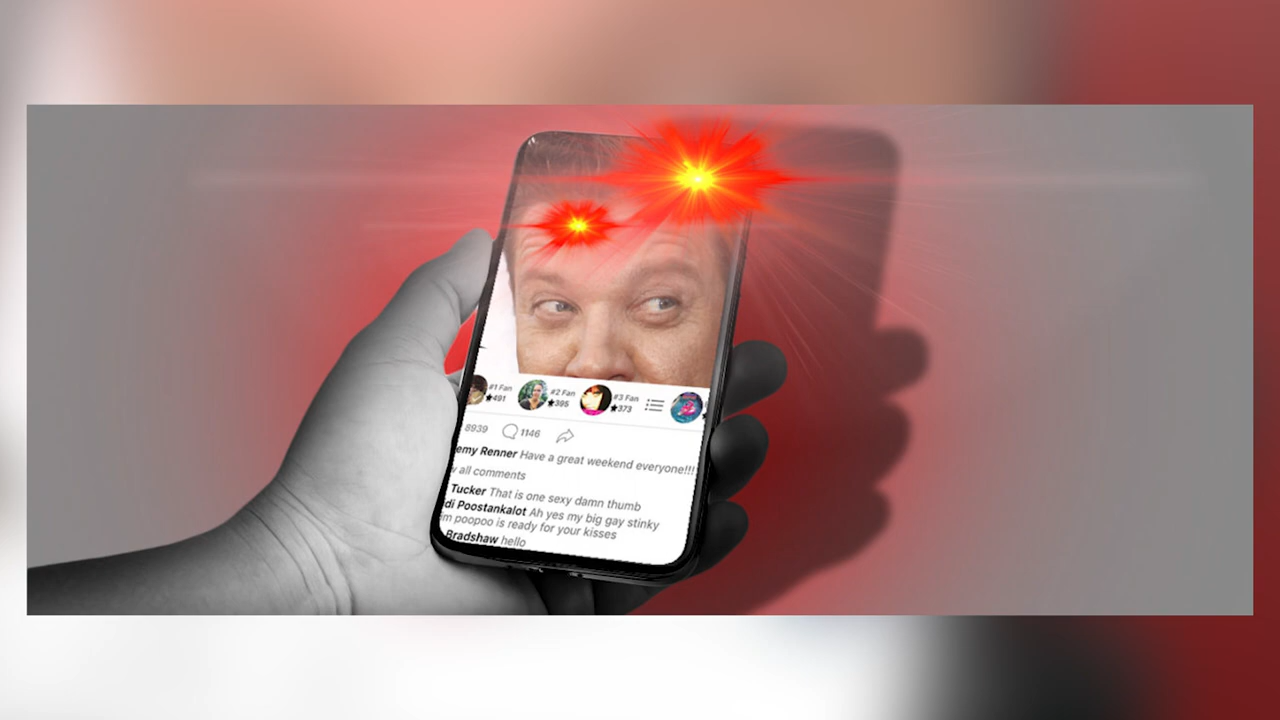 #1 Fan
★491
#2 Fan
★395
#3 Fan
★373
8939 1146
emy Renner Have a great weekend everyone!!!
w all comments
Tucker That is one sexy damn thumb
di Poostankalot Ah yes my big gay stinky
m poopoo is ready for your kisses
Bradshaw hello